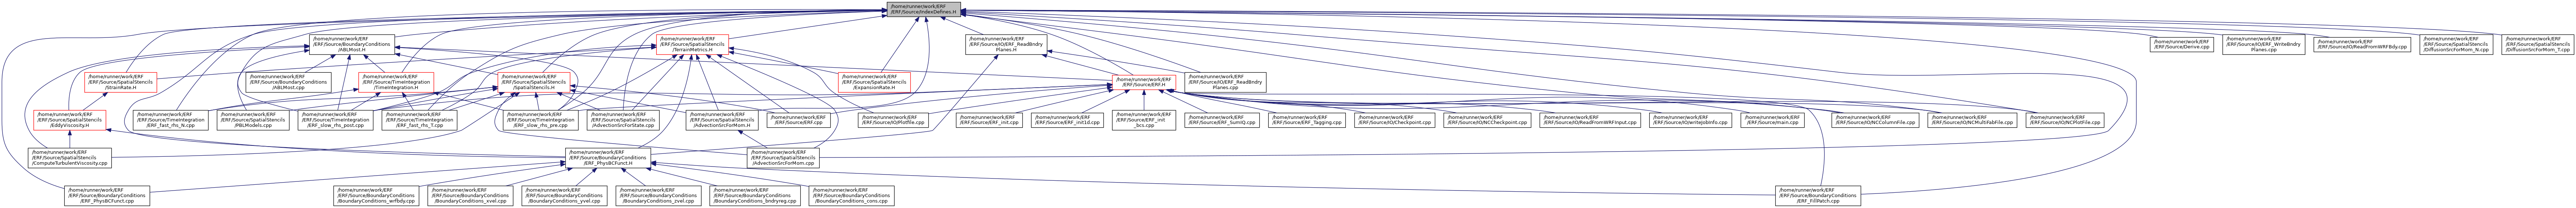 /home/runner/work/ERF
/ERF/Source/IndexDefines.H
/home/runner/work/ERF
/ERF/Source/BoundaryConditions
/ABLMost.H
/home/runner/work/ERF
/ERF/Source/SpatialStencils
/TerrainMetrics.H
/home/runner/work/ERF
/ERF/Source/IO/ERF_ReadBndry
Planes.H
/home/runner/work/ERF
/ERF/Source/Derive.cpp
/home/runner/work/ERF
/ERF/Source/IO/ERF_WriteBndry
Planes.cpp
/home/runner/work/ERF
/ERF/Source/IO/ReadFromWRFBdy.cpp
/home/runner/work/ERF
/ERF/Source/SpatialStencils
/DiffusionSrcForMom_N.cpp
/home/runner/work/ERF
/ERF/Source/SpatialStencils
/DiffusionSrcForMom_T.cpp
/home/runner/work/ERF
/ERF/Source/SpatialStencils
/StrainRate.H
/home/runner/work/ERF
/ERF/Source/BoundaryConditions
/ABLMost.cpp
/home/runner/work/ERF
/ERF/Source/TimeIntegration
/TimeIntegration.H
/home/runner/work/ERF
/ERF/Source/SpatialStencils
/SpatialStencils.H
/home/runner/work/ERF
/ERF/Source/SpatialStencils
/ExpansionRate.H
/home/runner/work/ERF
/ERF/Source/ERF.H
/home/runner/work/ERF
/ERF/Source/IO/ERF_ReadBndry
Planes.cpp
/home/runner/work/ERF
/ERF/Source/SpatialStencils
/EddyViscosity.H
/home/runner/work/ERF
/ERF/Source/TimeIntegration
/ERF_fast_rhs_N.cpp
/home/runner/work/ERF
/ERF/Source/SpatialStencils
/PBLModels.cpp
/home/runner/work/ERF
/ERF/Source/TimeIntegration
/ERF_slow_rhs_post.cpp
/home/runner/work/ERF
/ERF/Source/TimeIntegration
/ERF_fast_rhs_T.cpp
/home/runner/work/ERF
/ERF/Source/TimeIntegration
/ERF_slow_rhs_pre.cpp
/home/runner/work/ERF
/ERF/Source/SpatialStencils
/AdvectionSrcForState.cpp
/home/runner/work/ERF
/ERF/Source/SpatialStencils
/AdvectionSrcForMom.H
/home/runner/work/ERF
/ERF/Source/ERF.cpp
/home/runner/work/ERF
/ERF/Source/IO/Plotfile.cpp
/home/runner/work/ERF
/ERF/Source/ERF_init.cpp
/home/runner/work/ERF
/ERF/Source/ERF_init1d.cpp
/home/runner/work/ERF
/ERF/Source/ERF_init
_bcs.cpp
/home/runner/work/ERF
/ERF/Source/ERF_SumIQ.cpp
/home/runner/work/ERF
/ERF/Source/ERF_Tagging.cpp
/home/runner/work/ERF
/ERF/Source/IO/Checkpoint.cpp
/home/runner/work/ERF
/ERF/Source/IO/NCCheckpoint.cpp
/home/runner/work/ERF
/ERF/Source/IO/ReadFromWRFInput.cpp
/home/runner/work/ERF
/ERF/Source/IO/writeJobInfo.cpp
/home/runner/work/ERF
/ERF/Source/main.cpp
/home/runner/work/ERF
/ERF/Source/IO/NCColumnFile.cpp
/home/runner/work/ERF
/ERF/Source/IO/NCMultiFabFile.cpp
/home/runner/work/ERF
/ERF/Source/IO/NCPlotFile.cpp
/home/runner/work/ERF
/ERF/Source/SpatialStencils
/ComputeTurbulentViscosity.cpp
/home/runner/work/ERF
/ERF/Source/BoundaryConditions
/ERF_PhysBCFunct.H
/home/runner/work/ERF
/ERF/Source/SpatialStencils
/AdvectionSrcForMom.cpp
/home/runner/work/ERF
/ERF/Source/BoundaryConditions
/ERF_PhysBCFunct.cpp
/home/runner/work/ERF
/ERF/Source/BoundaryConditions
/BoundaryConditions_wrfbdy.cpp
/home/runner/work/ERF
/ERF/Source/BoundaryConditions
/BoundaryConditions_xvel.cpp
/home/runner/work/ERF
/ERF/Source/BoundaryConditions
/BoundaryConditions_yvel.cpp
/home/runner/work/ERF
/ERF/Source/BoundaryConditions
/BoundaryConditions_zvel.cpp
/home/runner/work/ERF
/ERF/Source/BoundaryConditions
/BoundaryConditions_bndryreg.cpp
/home/runner/work/ERF
/ERF/Source/BoundaryConditions
/BoundaryConditions_cons.cpp
/home/runner/work/ERF
/ERF/Source/BoundaryConditions
/ERF_FillPatch.cpp